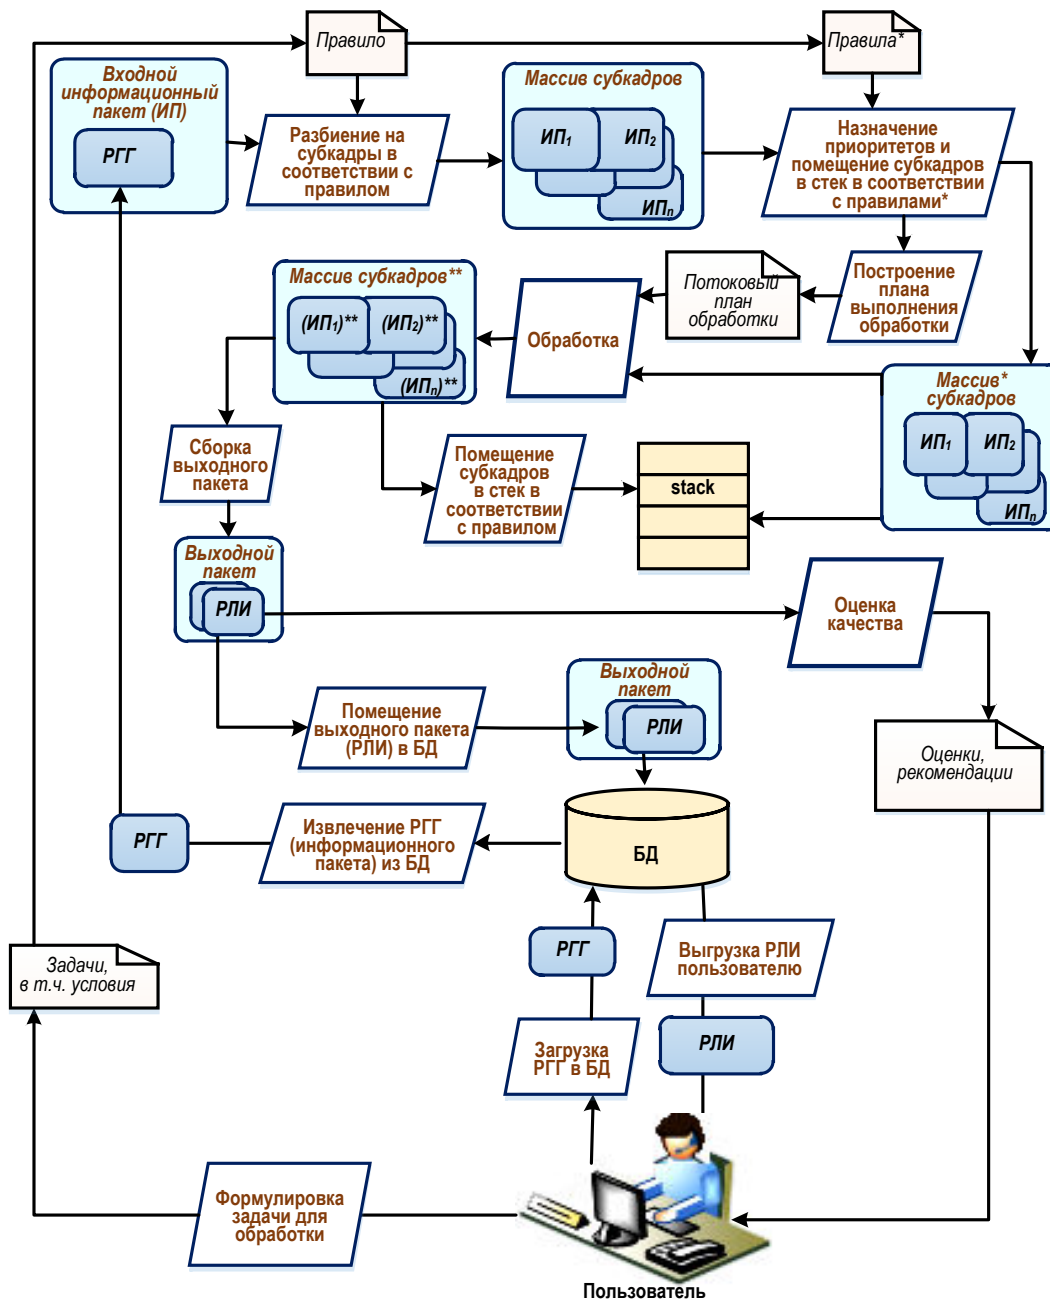 Правило
Правила*
Входной
информационный
пакет (ИП)
РГГ
Разбиение на
субкадры в
соответствии с
правилом
Массив субкадров
ИП1
ИП2
ИПn
Назначение
приоритетов и
помещение субкадров
в стек в соответствии
с правилами*
Массив субкадров**
(ИП1)**
(ИП2)**
(ИПn)**
Обработка
Потоковый
план
обработки
Построение
плана
выполнения
обработки
Массив*
субкадров
ИП1
ИП2
ИПn
Сборка
выходного
пакета
Помещение
субкадров
в стек в
соответствии
с правилом
stack
Выходной
пакет
РЛИ
Оценка
качества
Помещение
выходного пакета
(РЛИ) в БД
Выходной
пакет
РЛИ
Оценки,
рекомендации
РГГ
Извлечение РГГ
(информационного
пакета) из БД
БД
РГГ
Выгрузка РЛИ
пользователю
Задачи,
в т.ч. условия
Загрузка
РГГ в БД
РЛИ
Формулировка
задачи для
обработки
Пользователь